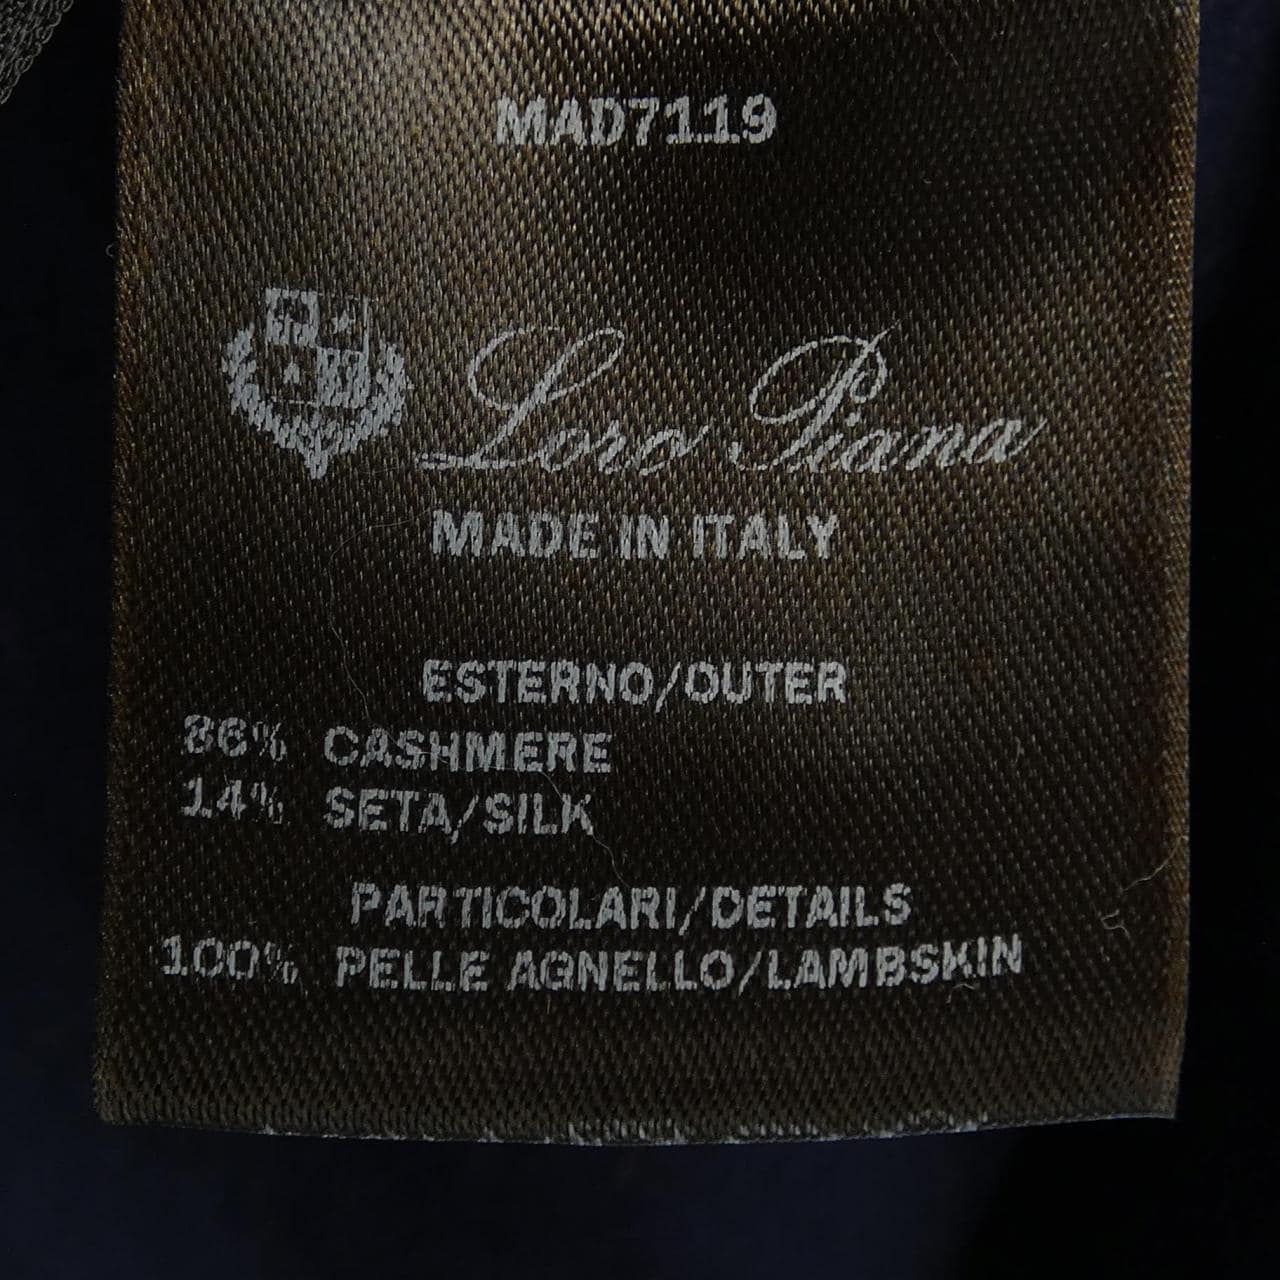 MAD7119
Loro Piana
MADE IN ITALY
ESTERNO/OUTER
86% CASHMERE
14% SETA/SILK
PARTICOLARI/DETAILS
100% PELLE AGNELLO/LAMBSKIN